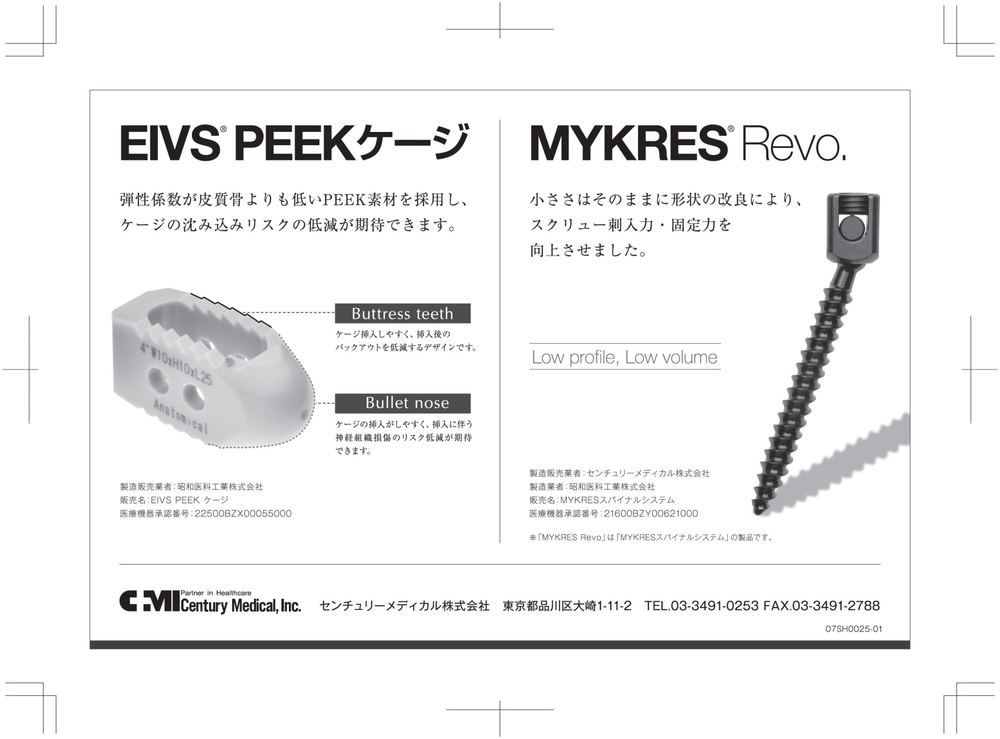 EIVS® PEEKケージ
弾性係数が皮質骨よりも低いPEEK素材を採用し、
ケージの沈み込みリスクの低減が期待できます。
4° W10xH10xL25
Anatomical
Buttress teeth
ケージ挿入しやすく、挿入後の
バックアウトを低減するデザインです。
Bullet nose
ケージの挿入がしやすく、挿入に伴う
神経組織損傷のリスク低減が期待
できます。
製造販売業者：昭和医科工業株式会社
販売名：EIVS PEEK ケージ
医療機器承認番号：22500BZX00055000
MYKRES® Revo.
小ささはそのままに形状の改良により、
スクリュー刺入力・固定力を
向上させました。
Low profile, Low volume
製造販売業者：センチュリーメディカル株式会社
製造業者：昭和医科工業株式会社
販売名：MYKRESスパイナルシステム
医療機器承認番号：21600BZY00621000
※「MYKRES Revo」は「MYKRESスパイナルシステム」の製品です。
CMI Partner in Healthcare
Century Medical, Inc.
センチュリーメディカル株式会社 東京都品川区大崎1-11-2 TEL.03-3491-0253 FAX.03-3491-2788
07SH0025-01